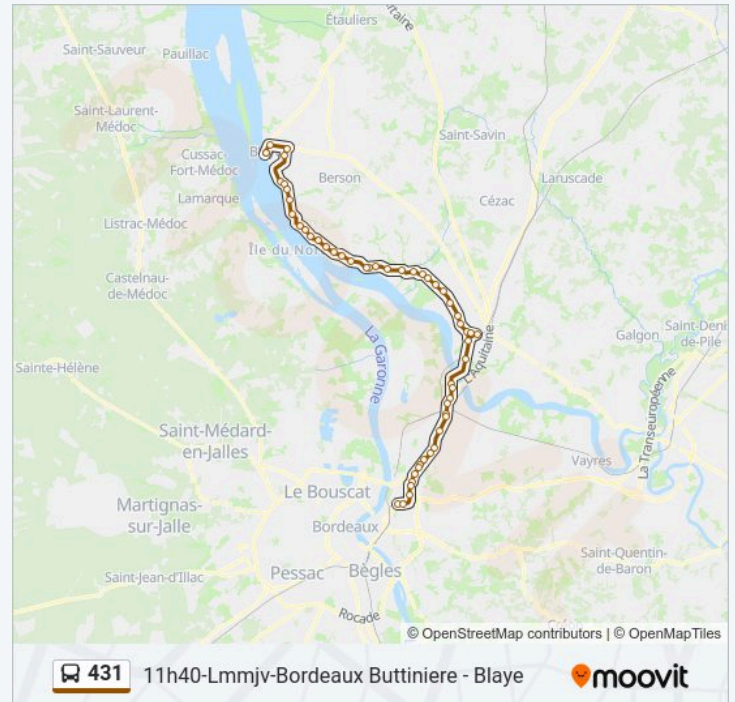 Étauliers
Aquitaine
Saint-Sauveur
Pauillac
Saint-Laurent-
Médoc
Saint-Savin
Cussac-
Fort-Médoc
Berson
Laruscade
Lamarque
Cézac
Listrac-Médoc
Île du Nor
Castelnau-
de-Médoc
La Garonne
L'Aquitaine
Galgon
Saint-Deni
de-Pile
Sainte-Hélène
La Transeuropéenne
Saint-Médard-
en-Jalles
Vayres
Le Bouscat
Martignas-
sur-Jalle
Bordeaux
Saint-Quentin-
de-Baron
Saint-Jean-d'Illac
Pessac
Bègles
Rocade
© OpenStreetMap contributors | © OpenMapTiles
431 11h40-Lmmjv-Bordeaux Buttiniere - Blaye
moovit